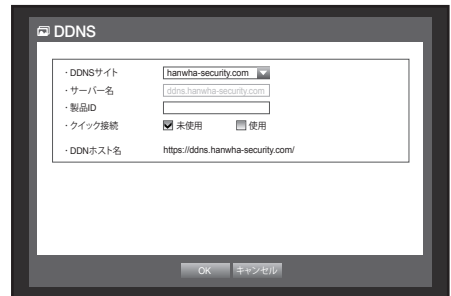 DDNS
・DDNSサイト hanwha-security.com
・サーバー名 ddns.hanwha-security.com
・製品ID
・クイック接続 未使用 使用
・DDNホスト名 https://ddns.hanwha-security.com/
OK キャンセル